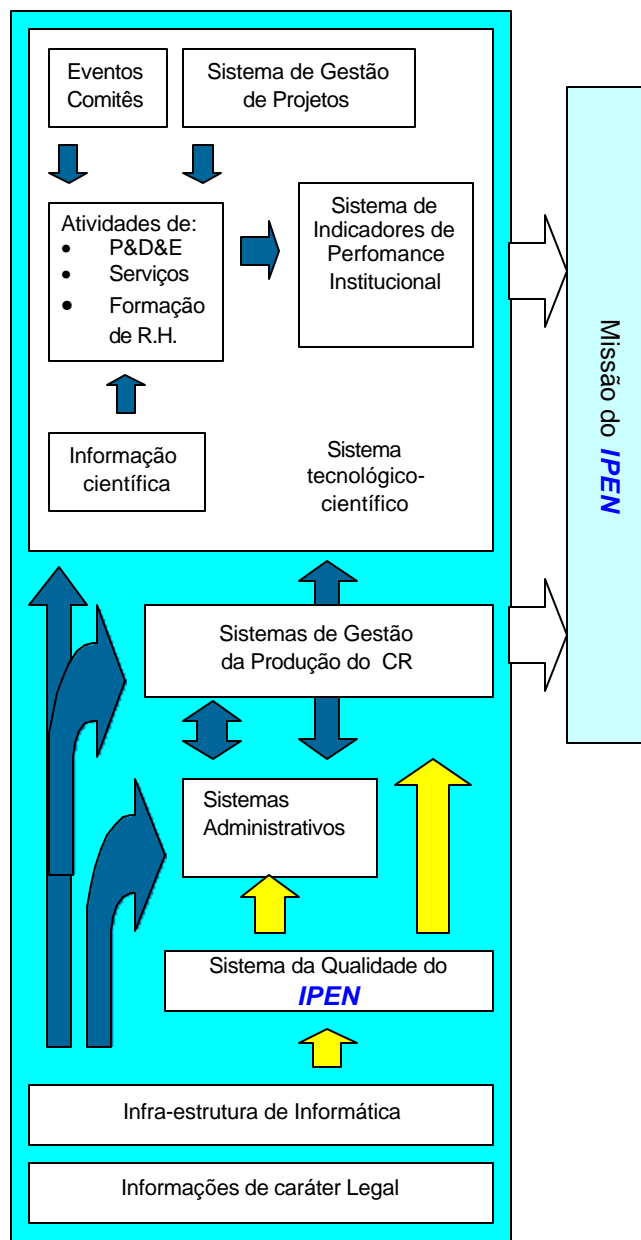 Eventos
Comitês
Sistema de Gestão
de Projetos
Atividades de:
• P&D&E
• Serviços
• Formação
de R.H.
Sistema de
Indicadores de
Perfomance
Institucional
Informação
científica
Sistema
tecnológico-
científico
Missão do IPEN
Sistemas de Gestão
da Produção do CR
Sistemas
Administrativos
Sistema da Qualidade do
IPEN
Infra-estrutura de Informática
Informações de caráter Legal